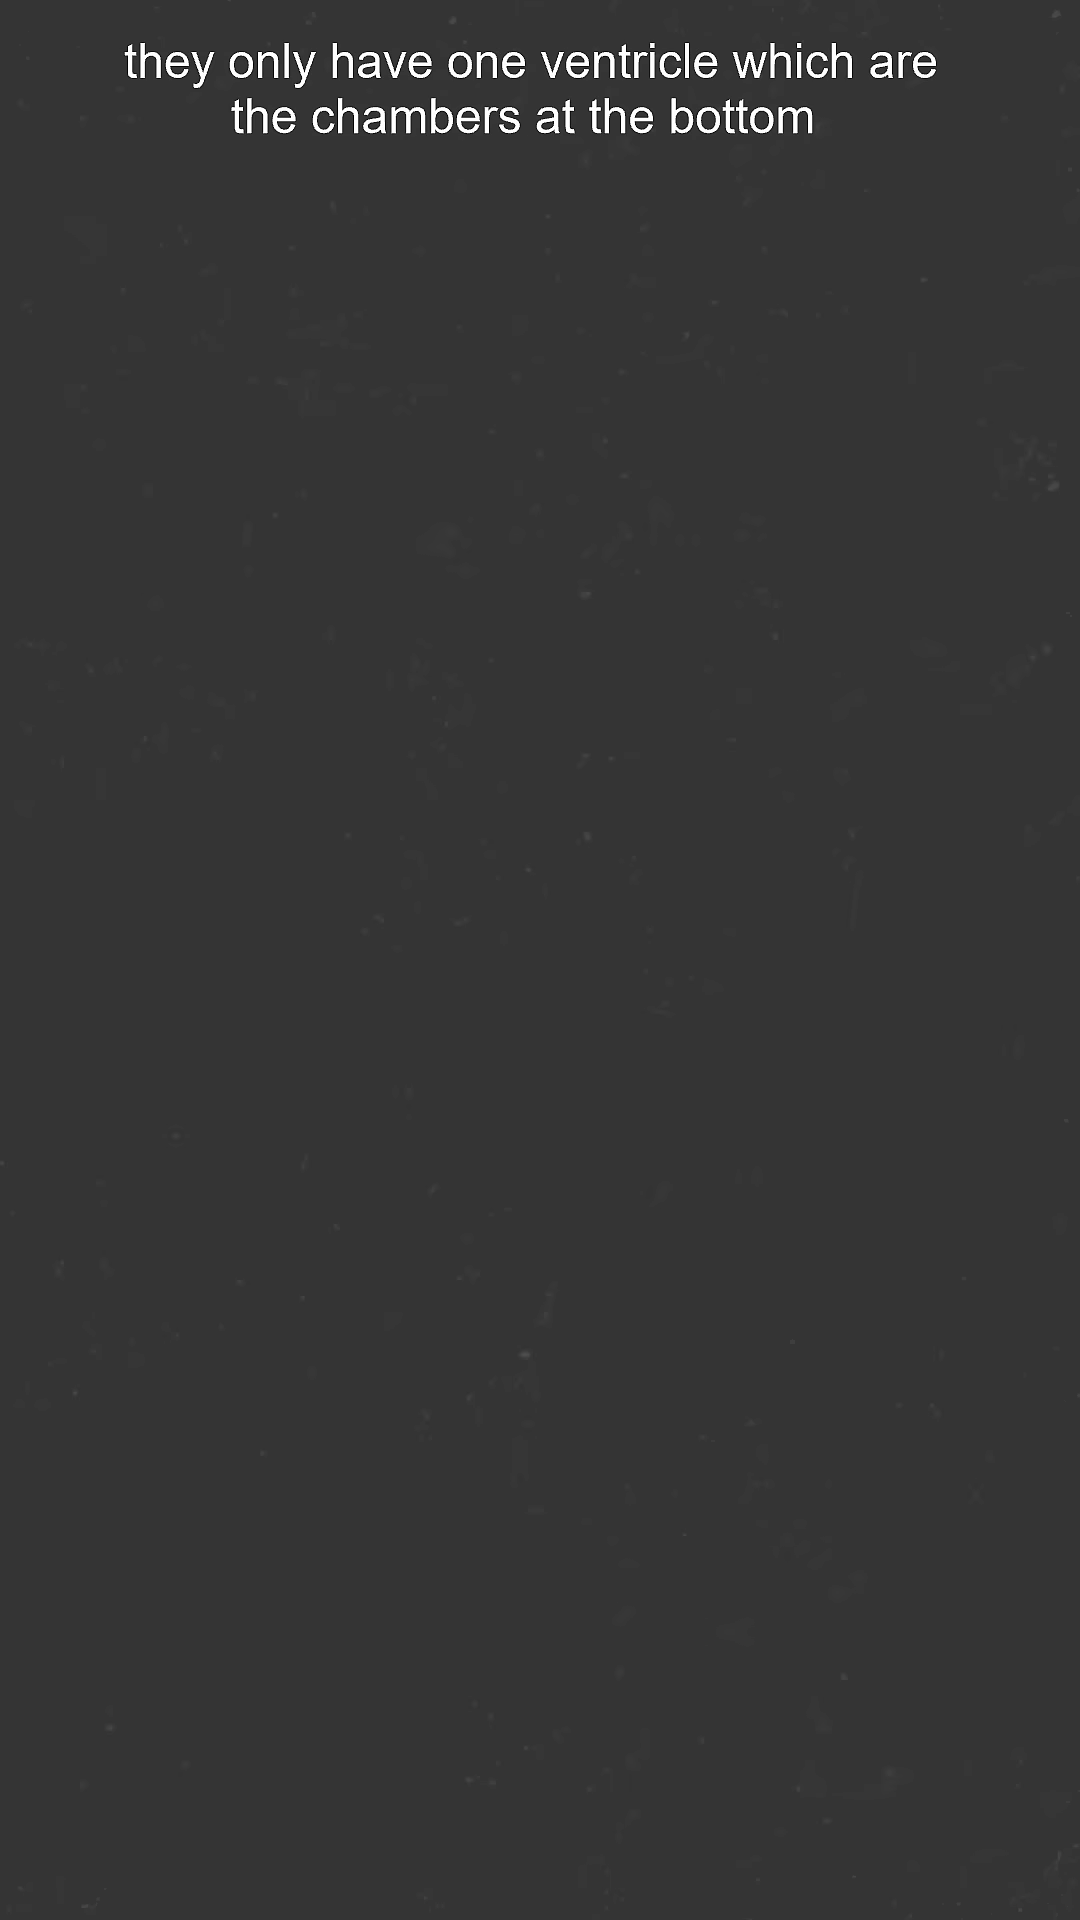 they only have one ventricle which are
the chambers at the bottom